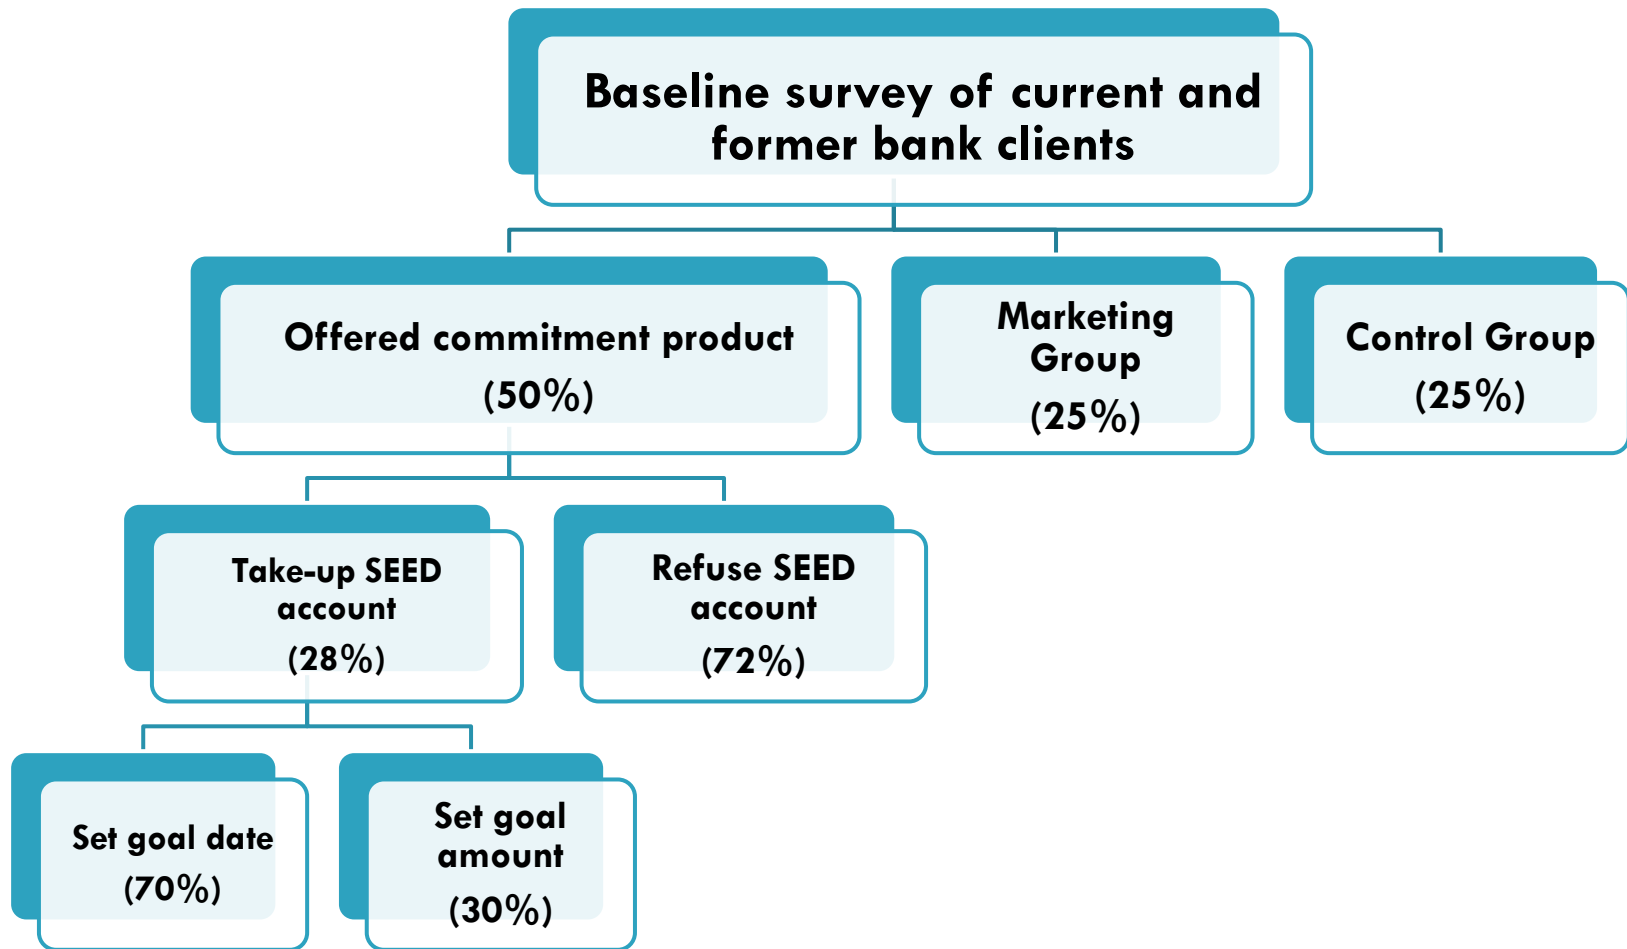 Baseline survey of current and
former bank clients
Offered commitment product
(50%)
Marketing
Group
(25%)
Control Group
(25%)
Take-up SEED
account
(28%)
Refuse SEED
account
(72%)
Set goal date
(70%)
Set goal
amount
(30%)